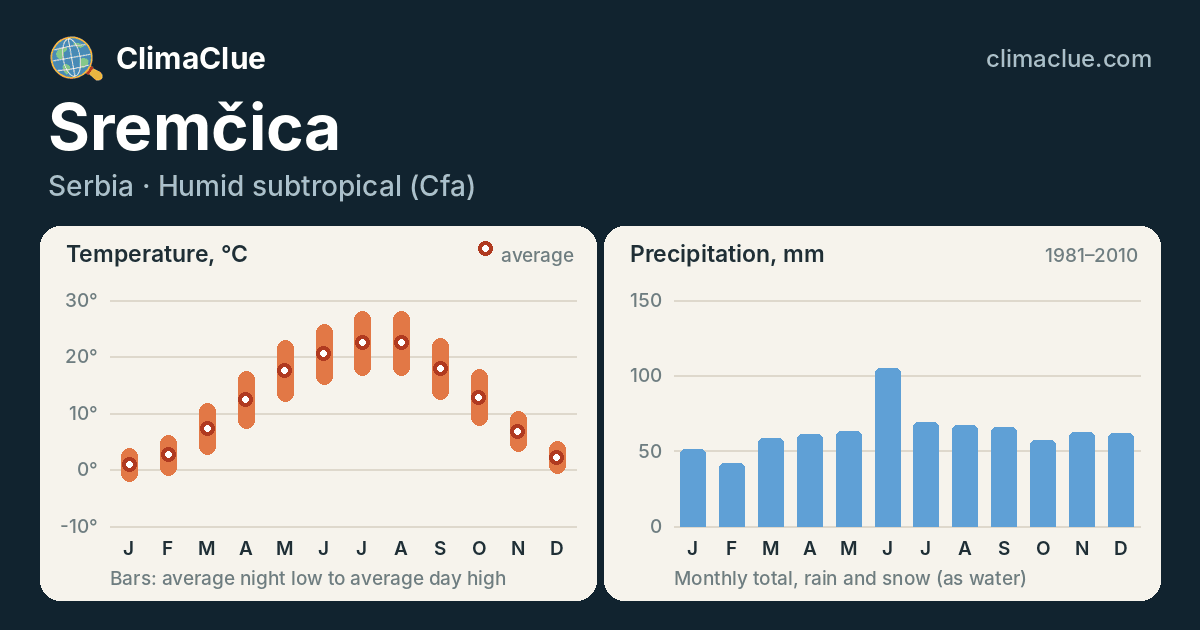 ClimaClue
climaclue.com
Sremčica
Serbia · Humid subtropical (Cfa)
Temperature, °C
average
30°
20°
10°
0°
-10°
J F M A M J J A S O N D
Bars: average night low to average day high
Precipitation, mm
1981–2010
150
100
50
0
J F M A M J J A S O N D
Monthly total, rain and snow (as water)